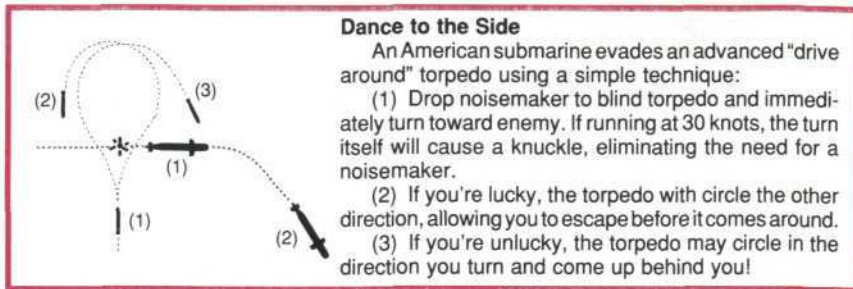 Dance to the Side
An American submarine evades an advanced “drive
around” torpedo using a simple technique:
(1) Drop noisemaker to blind torpedo and immedi-
ately turn toward enemy. If running at 30 knots, the turn
itself will cause a knuckle, eliminating the need for a
noisemaker.
(2) If you're lucky, the torpedo with circle the other
direction, allowing you to escape before it comes around.
(3) If you're unlucky, the torpedo may circle in the
direction you turn and come up behind you!
(2)
(3)
(1)
(1)
(2)